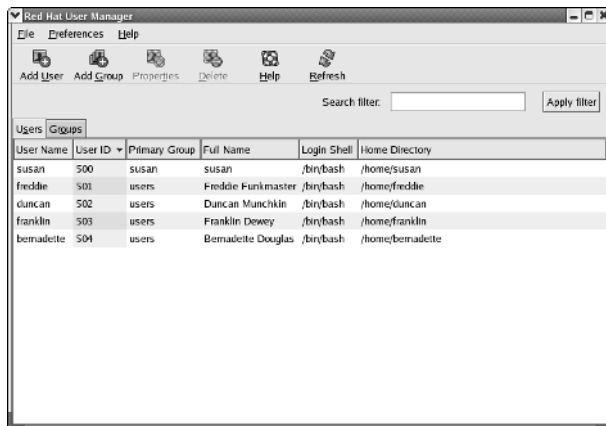 Red Hat User Manager
File Preferences Help
Add User Add Group Properties Delete Help Refresh
Search filter: Apply filter
Users Groups
User Name User ID Primary Group Full Name Login Shell Home Directory
susan 500 susan susan /bin/bash /home/susan
freddie 501 users Freddie Funkmaster /bin/bash /home/freddie
duncan 502 users Duncan Munchkin /bin/bash /home/duncan
franklin 503 users Franklin Dewey /bin/bash /home/franklin
bernadette 504 users Bernadette Douglas /bin/bash /home/bernadette